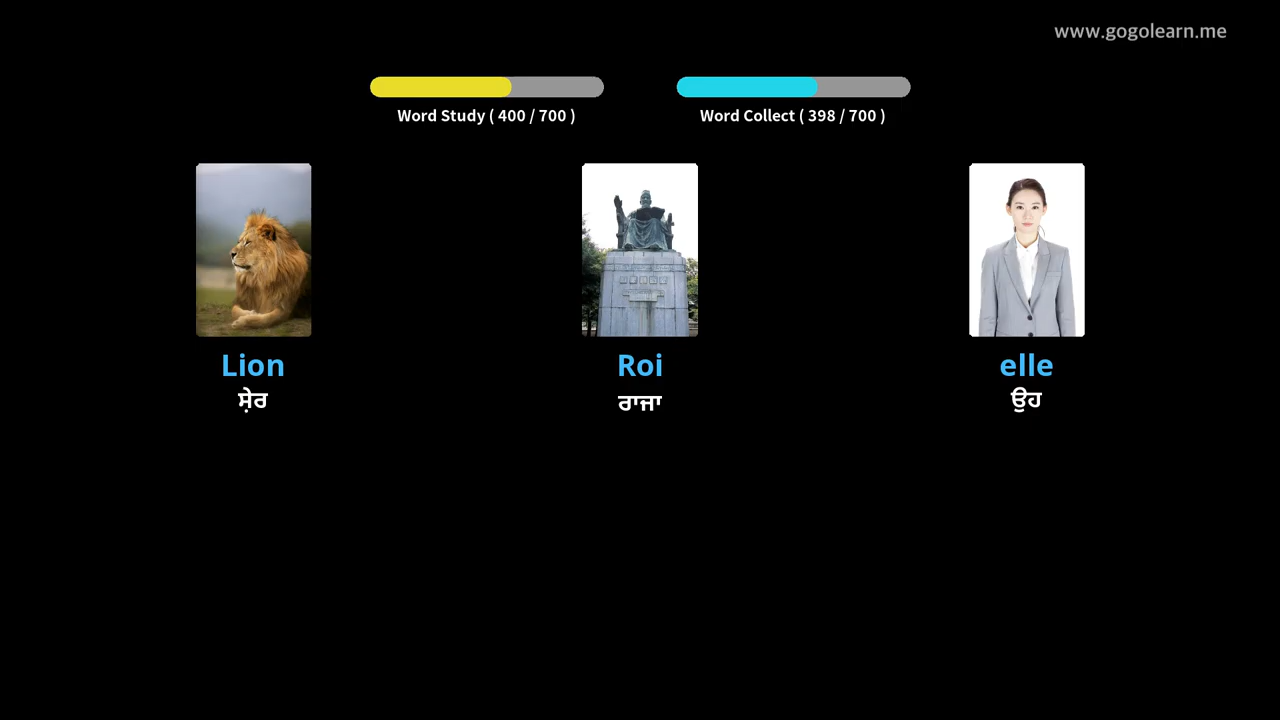 www.gogolearn.me
Word Study ( 400 / 700 )
Word Collect ( 398 / 700 )
Lion
ਸ਼ੇਰ
Roi
ਰਾਜਾ
elle
ਉਹ